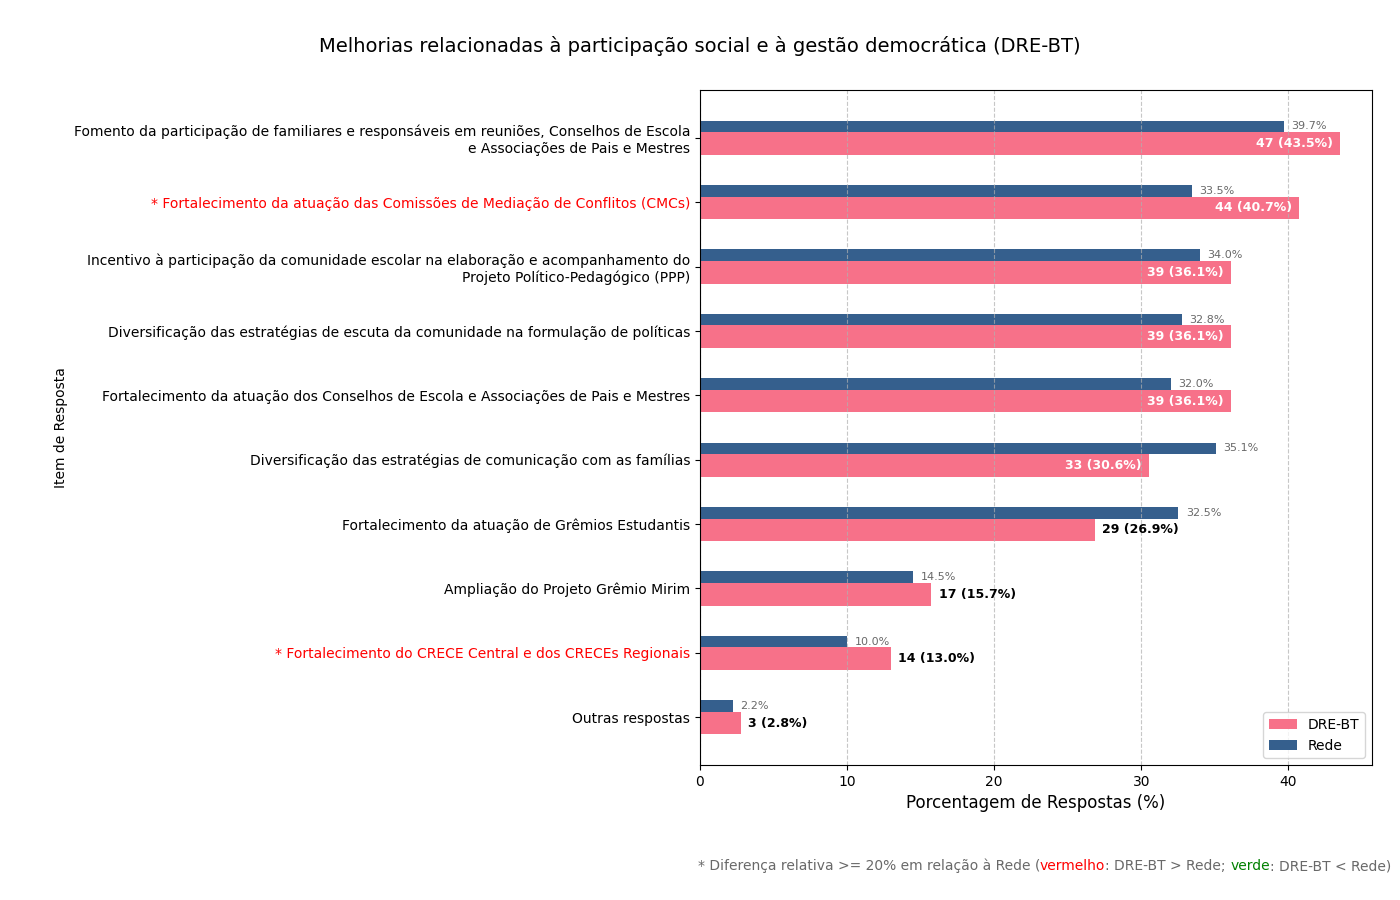 Melhorias relacionadas à participação social e à gestão democrática (DRE-BT)
Item de Resposta
Fomento da participação de familiares e responsáveis em reuniões, Conselhos de Escola
e Associações de Pais e Mestres
39.7%
47 (43.5%)
* Fortalecimento da atuação das Comissões de Mediação de Conflitos (CMCs)
33.5%
44 (40.7%)
Incentivo à participação da comunidade escolar na elaboração e acompanhamento do
Projeto Político-Pedagógico (PPP)
34.0%
39 (36.1%)
Diversificação das estratégias de escuta da comunidade na formulação de políticas
32.8%
39 (36.1%)
Fortalecimento da atuação dos Conselhos de Escola e Associações de Pais e Mestres
32.0%
39 (36.1%)
Diversificação das estratégias de comunicação com as famílias
35.1%
33 (30.6%)
Fortalecimento da atuação de Grêmios Estudantis
32.5%
29 (26.9%)
Ampliação do Projeto Grêmio Mirim
14.5%
17 (15.7%)
* Fortalecimento do CRECE Central e dos CRECEs Regionais
10.0%
14 (13.0%)
Outras respostas
2.2%
3 (2.8%)
DRE-BT
Rede
0 10 20 30 40
Porcentagem de Respostas (%)
* Diferença relativa >= 20% em relação à Rede (vermelho: DRE-BT > Rede; verde: DRE-BT < Rede)